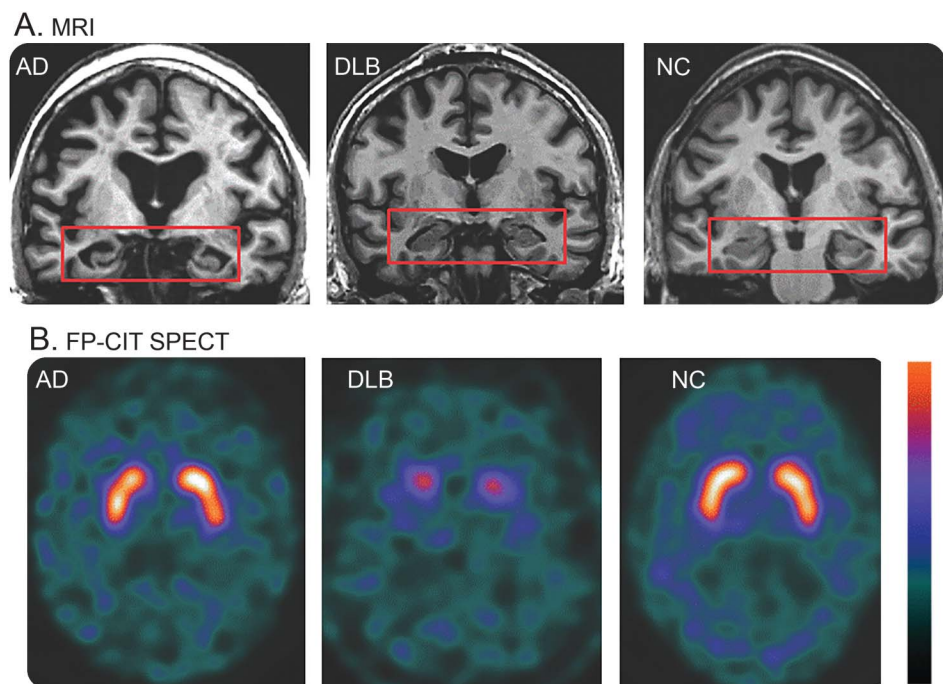 A. MRI
AD
DLB
NC
B. FP-CIT SPECT
AD
DLB
NC